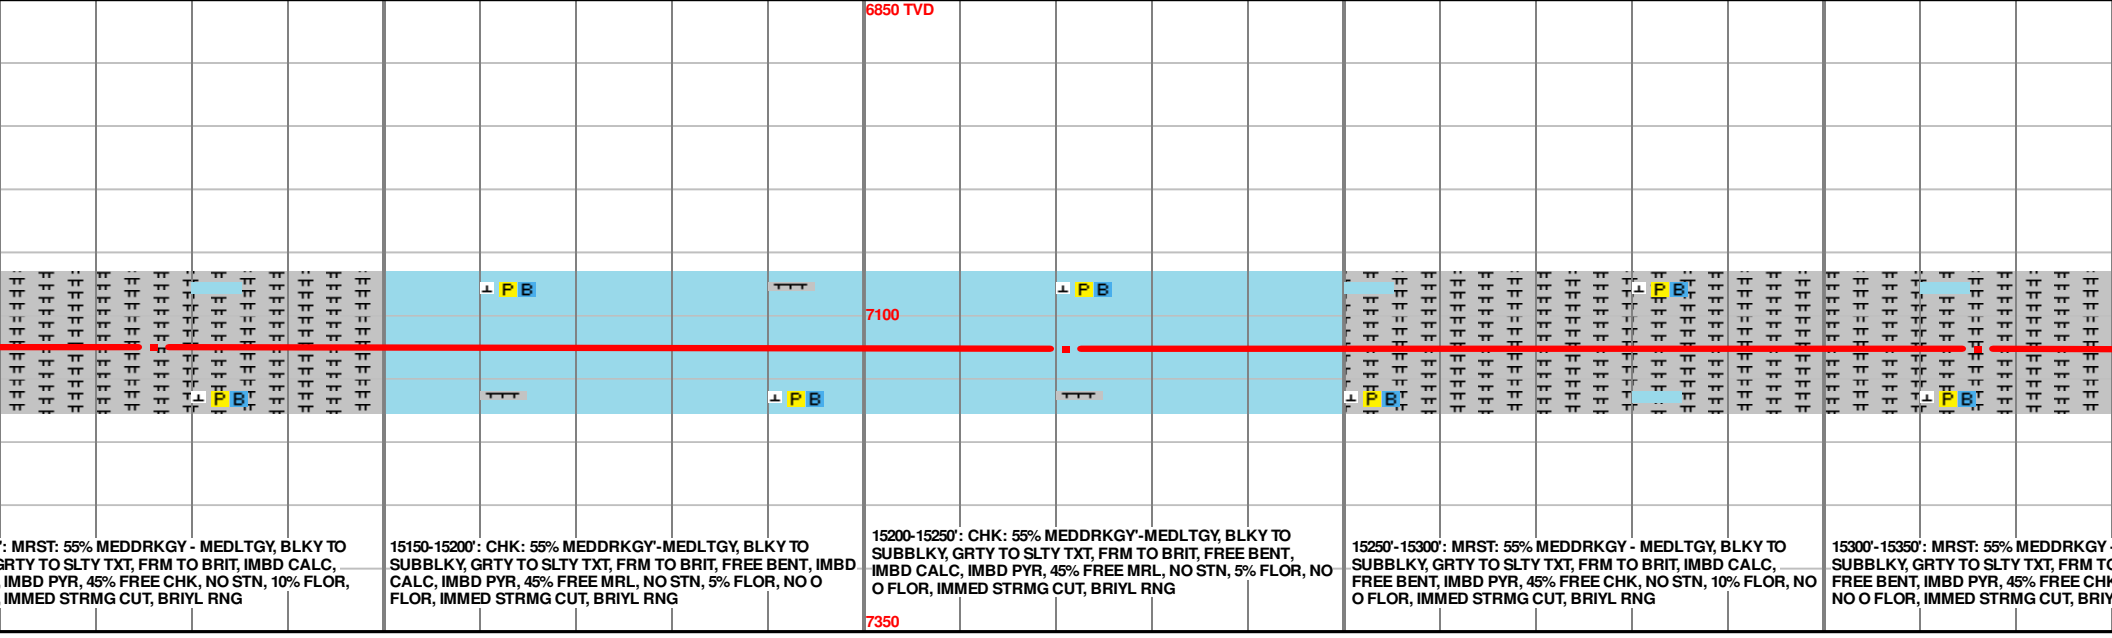 6850 TVD
P B
P B
P B
7100
P B
P B
P B
P B
': MRST: 55% MEDDRKGY - MEDLTGY, BLKY TO
GRTY TO SLTY TXT, FRM TO BRIT, IMBD CALC,
, IMBD PYR, 45% FREE CHK, NO STN, 10% FLOR,
, IMMED STRMG CUT, BRIYL RNG
15150-15200': CHK: 55% MEDDRKGY'-MEDLTGY, BLKY TO
SUBBLKY, GRTY TO SLTY TXT, FRM TO BRIT, FREE BENT, IMBD
CALC, IMBD PYR, 45% FREE MRL, NO STN, 5% FLOR, NO O
FLOR, IMMED STRMG CUT, BRIYL RNG
15200-15250': CHK: 55% MEDDRKGY'-MEDLTGY, BLKY TO
SUBBLKY, GRTY TO SLTY TXT, FRM TO BRIT, FREE BENT,
IMBD CALC, IMBD PYR, 45% FREE MRL, NO STN, 5% FLOR, NO
O FLOR, IMMED STRMG CUT, BRIYL RNG
15250'-15300': MRST: 55% MEDDRKGY - MEDLTGY, BLKY TO
SUBBLKY, GRTY TO SLTY TXT, FRM TO BRIT, IMBD CALC,
FREE BENT, IMBD PYR, 45% FREE CHK, NO STN, 10% FLOR, NO
O FLOR, IMMED STRMG CUT, BRIYL RNG
15300'-15350': MRST: 55% MEDDRKGY -
SUBBLKY, GRTY TO SLTY TXT, FRM TO
FREE BENT, IMBD PYR, 45% FREE CHK
NO O FLOR, IMMED STRMG CUT, BRIY
7350